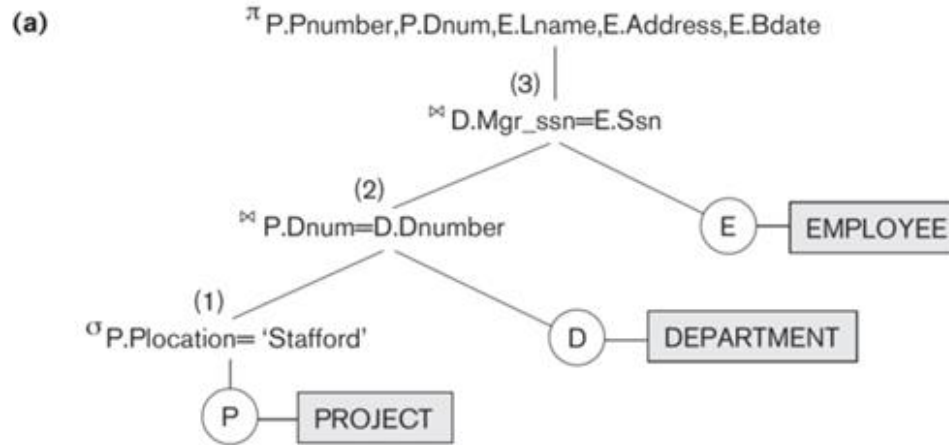 (a)
π P.Pnumber,P.Dnum,E.Lname,E.Address,E.Bdate
(3)
⋈ D.Mgr_ssn=E.Ssn
(2)
⋈ P.Dnum=D.Dnumber
E
EMPLOYEE
(1)
σ P.Plocation= ‘Stafford’
D
DEPARTMENT
P
PROJECT